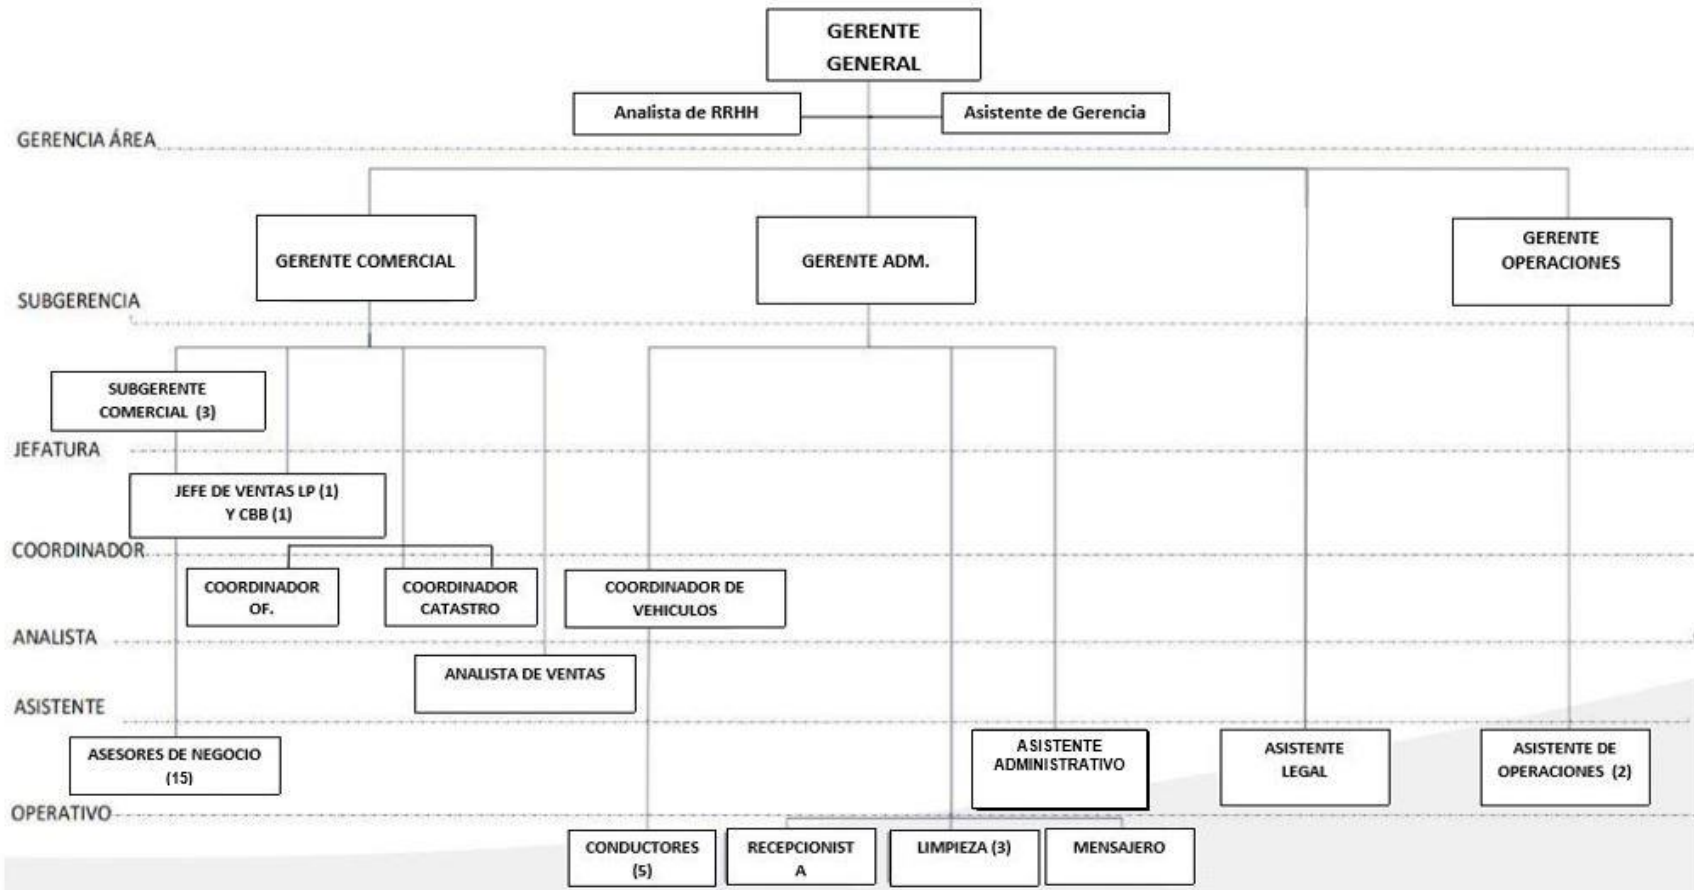 GERENTE
GENERAL
Analista de RRHH
Asistente de Gerencia
GERENCIA ÁREA
GERENTE COMERCIAL
GERENTE ADM.
GERENTE
OPERACIONES
SUBGERENCIA
SUBGERENTE
COMERCIAL (3)
JEFATURA
JEFE DE VENTAS LP (1)
Y CBB (1)
COORDINADOR
COORDINADOR
OF.
COORDINADOR
CATASTRO
COORDINADOR DE
VEHICULOS
ANALISTA
ANALISTA DE VENTAS
ASISTENTE
ASESORES DE NEGOCIO
(15)
ASISTENTE
ADMINISTRATIVO
ASISTENTE
LEGAL
ASISTENTE DE
OPERACIONES (2)
OPERATIVO
CONDUCTORES
(5)
RECEPCIONIST
A
LIMPIEZA (3)
MENSAJERO